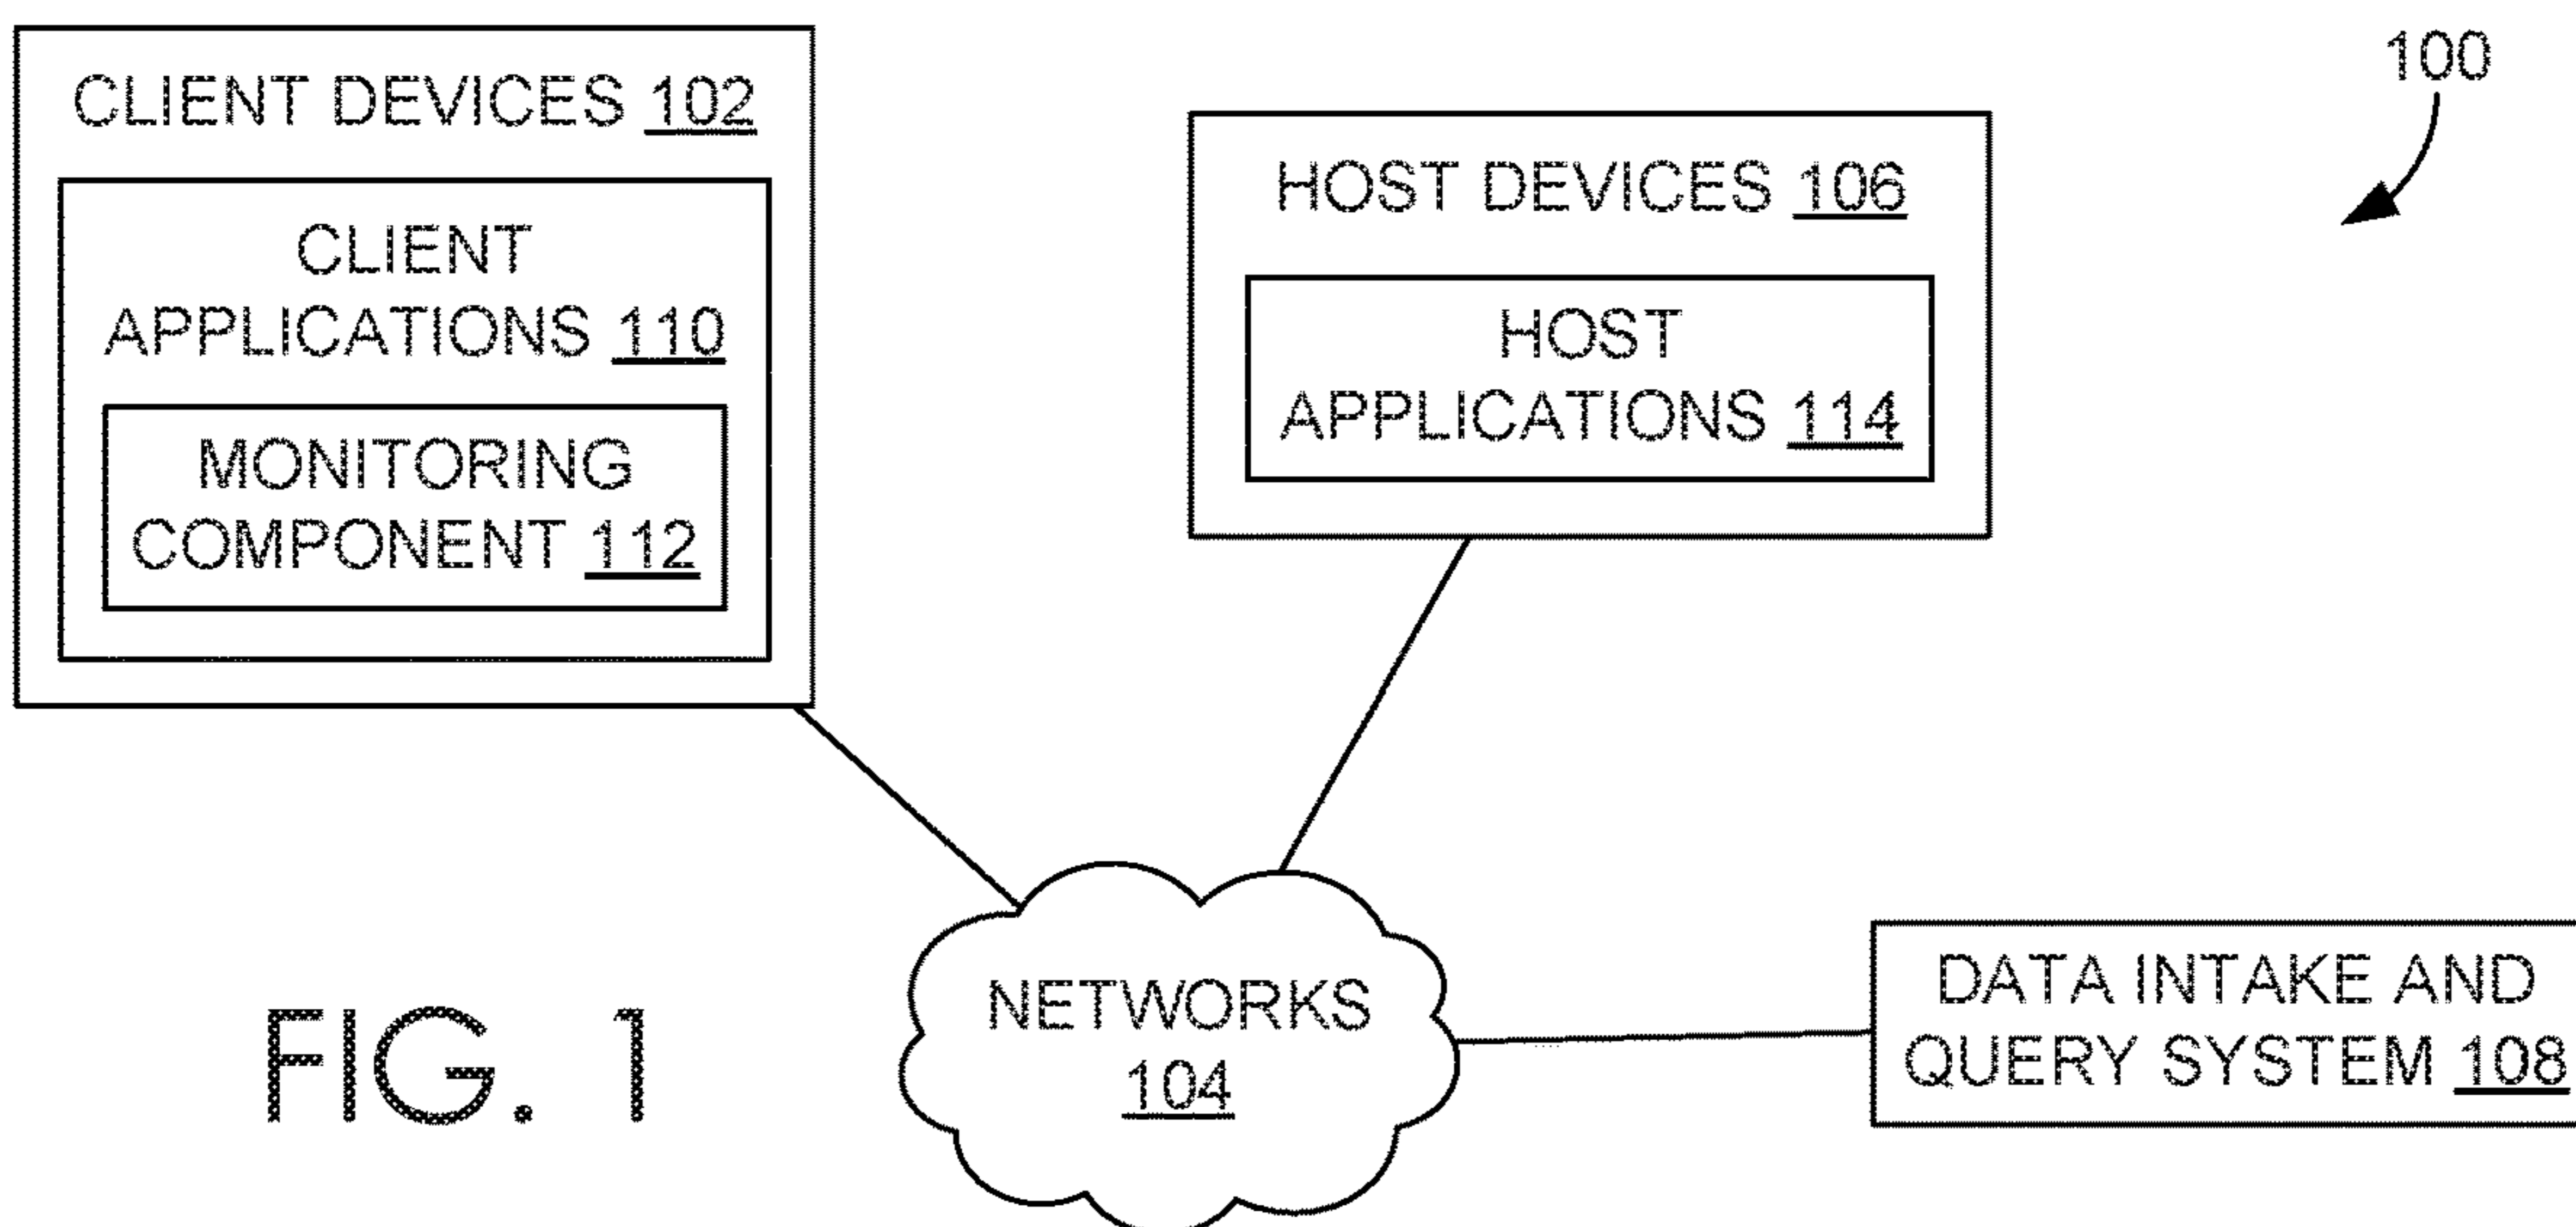 CLIENT DEVICES 102
CLIENT
APPLICATIONS 110
MONITORING
COMPONENT 112
HOST DEVICES 106
HOST
APPLICATIONS 114
100
NETWORKS
104
DATA INTAKE AND
QUERY SYSTEM 108
FIG. 1